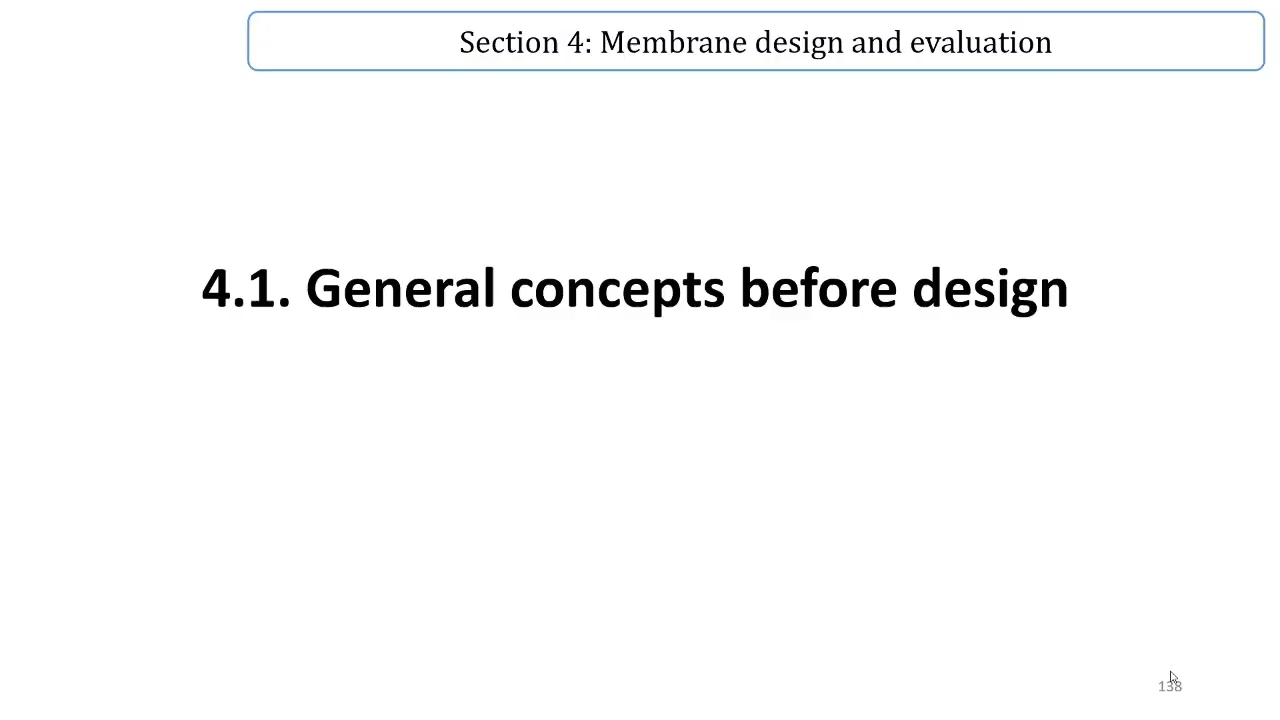 Section 4: Membrane design and evaluation
4.1. General concepts before design
138